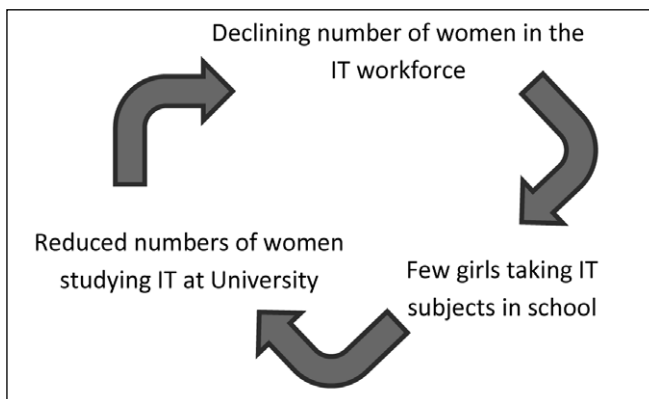 Declining number of women in the
IT workforce
Few girls taking IT
subjects in school
Reduced numbers of women
studying IT at University